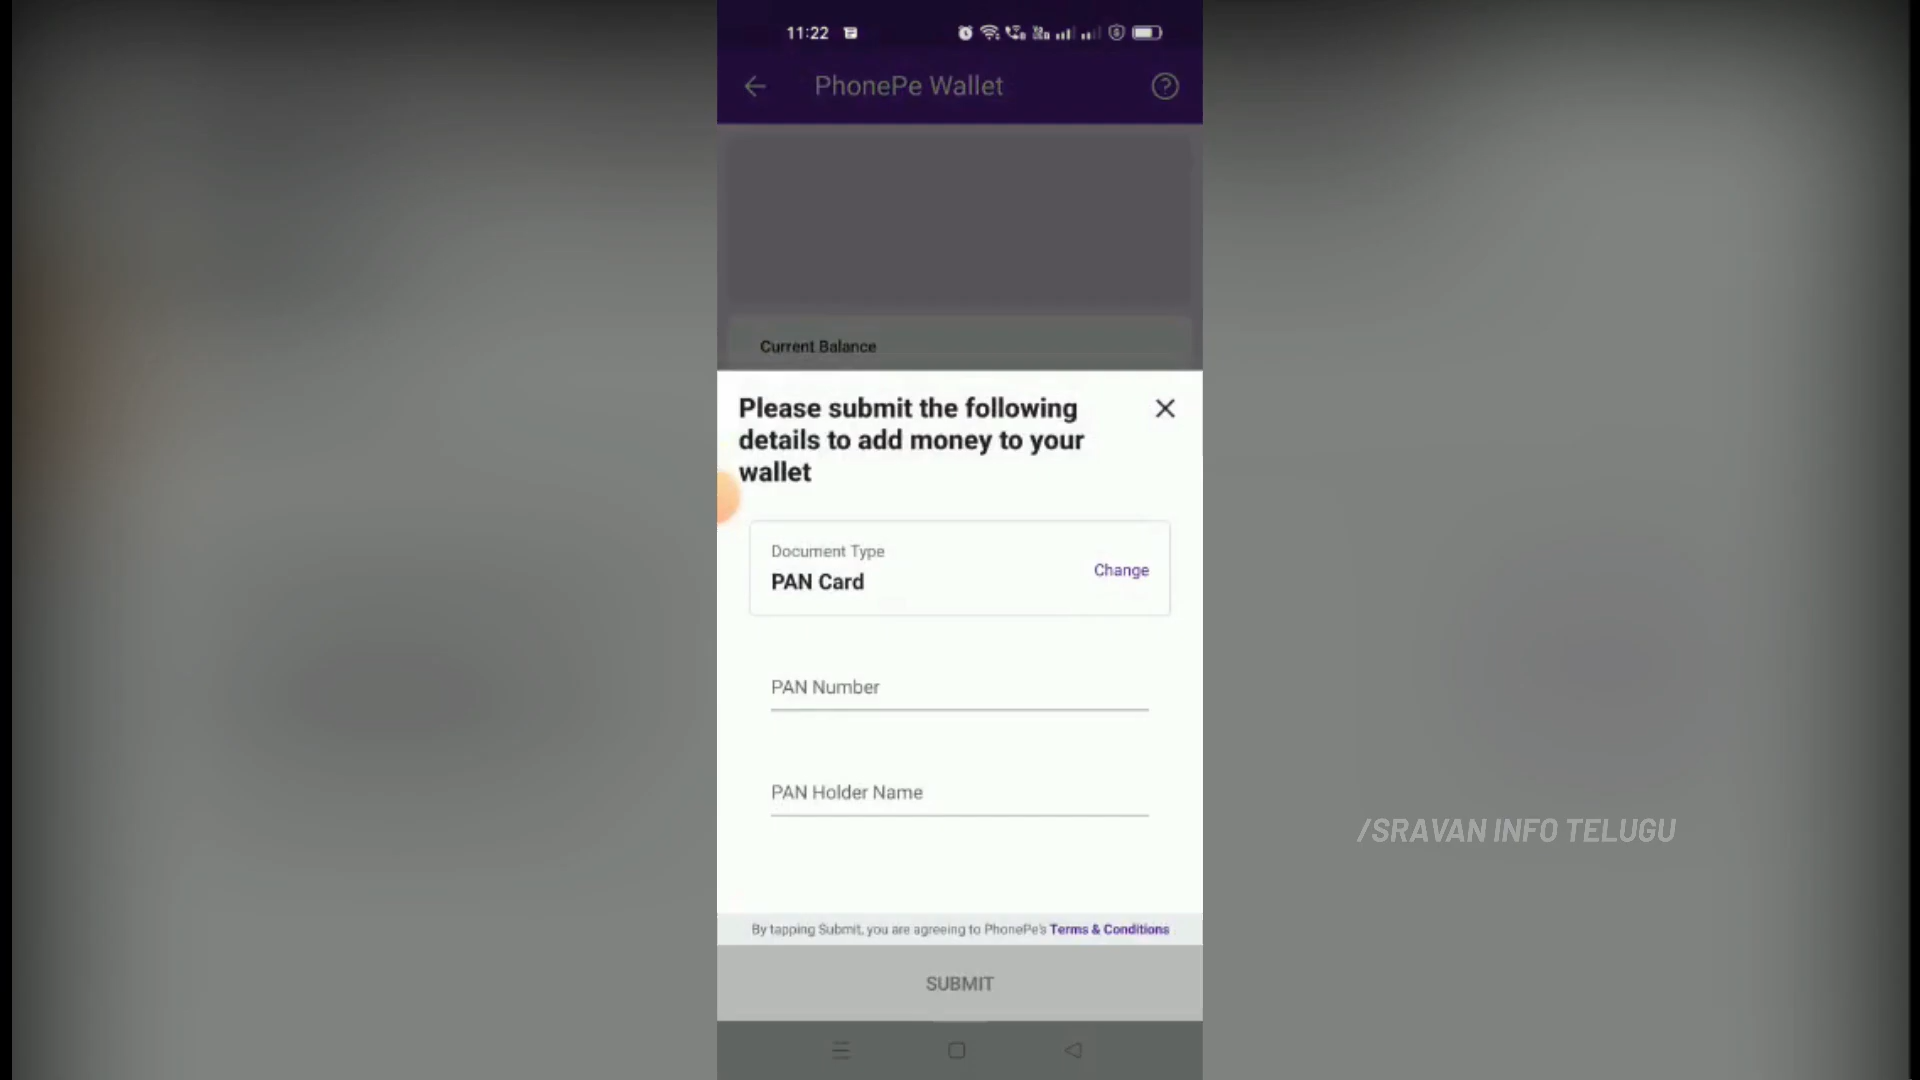 11:22
PhonePe Wallet
Current Balance
Please submit the following
details to add money to your
wallet
Document Type
PAN Card
Change
PAN Number
PAN Holder Name
/SRAVAN INFO TELUGU
By tapping Submit, you are agreeing to PhonePe's Terms & Conditions
SUBMIT